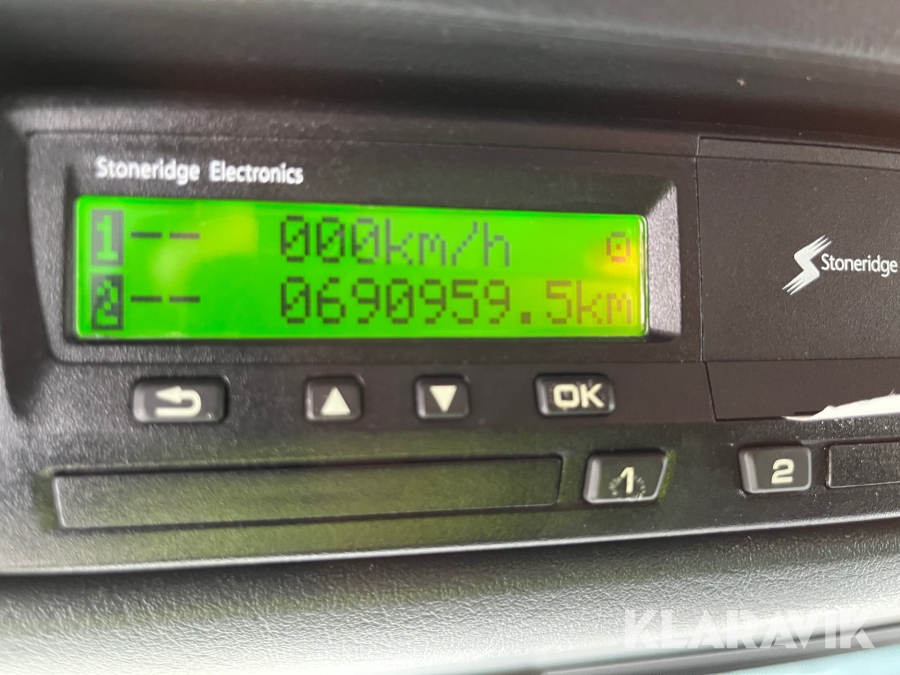 Stoneridge Electronics
1-- 000km/h
2-- 0690959.5km
Stoneridge
OK
1
2
KLARAVIK